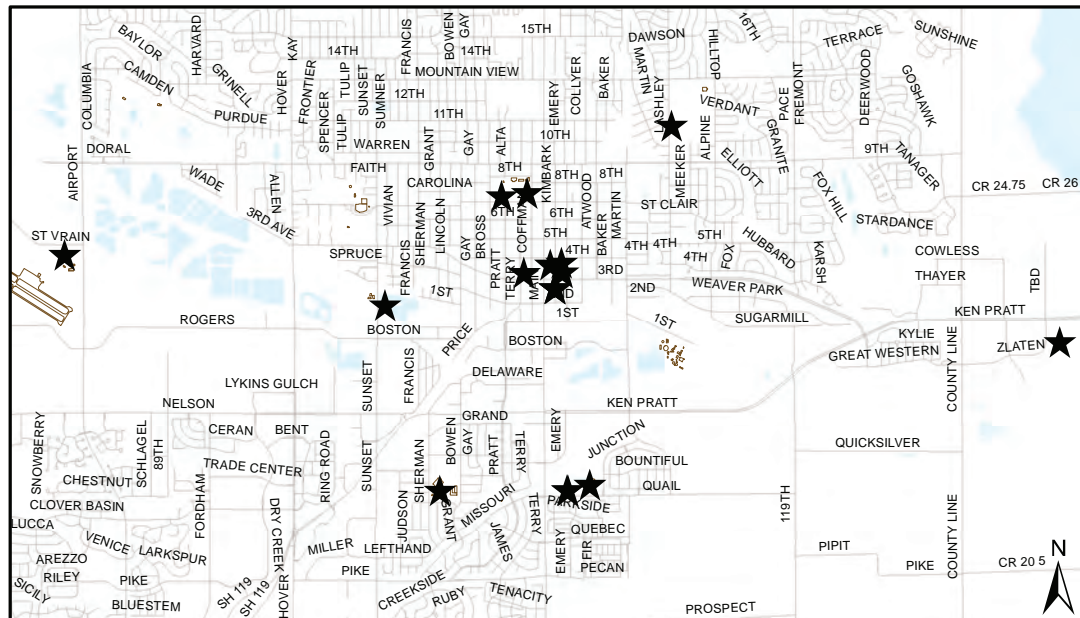 BAYLOR
HARVARD
KAY
14TH
FRANCIS
BOWEN
GAY
14TH
15TH
DAWSON
HILLTOP
16TH
TERRACE
SUNSHINE
COLUMBIA
CAMDEN
GRINELL
HOVER
FRONTIER
TULIP
SUNSET
SUMNER
MOUNTAIN VIEW
COLLYER
BAKER
MARTIN
LASHLEY
PACE
FREMONT
DEERWOOD
GOSHAWK
12TH
PURDUE
SPENCER
TULIP
11TH
EMERY
VERDANT
AIRPORT
DORAL
WARREN
GRANT
GAY
ALTA
10TH
ALPINE
GRANITE
9TH
TANAGER
WADE
ALLEN
FAITH
CAROLINA
8TH
KIMBARK
8TH
8TH
MEEKER
ELLIOTT
FOX HILL
CR 24.75
CR 26
3RD AVE
VIVIAN
SHERMAN
LINCOLN
6TH
COFFMA
6TH
ATWOOD
MARTIN
ST CLAIR
STARDANCE
ST VRAIN
SPRUCE
FRANCIS
GAY
BROSS
5TH
BAKER
5TH
HUBBARD
KARSH
COWLESS
PRATT
TERRY
4TH
4TH
4TH
4TH
FOX
THAYER
TBD
MAIN
3RD
WEAVER PARK
1ST
2ND
ROGERS
BOSTON
PRICE
1ST
1ST
SUGARMILL
KEN PRATT
KYLIE
BOSTON
GREAT WESTERN
COUNTY LINE
ZLATEN
SUNSET
FRANCIS
DELAWARE
LYKINS GULCH
NELSON
GRAND
KEN PRATT
SNOWBERRY
SCHLAGEL
89TH
CERAN
BENT
RING ROAD
SUNSET
SHERMAN
BOWEN
GAY
PRATT
TERRY
EMERY
JUNCTION
QUICKSILVER
TRADE CENTER
BOUNTIFUL
CHESTNUT
QUAIL
CLOVER BASIN
FORDHAM
DRY CREEK
JUDSON
GRANT
MISSOURI
TERRY
PARKSIDE
119TH
COUNTY LINE
LUCCA
VENICE
LARKSPUR
MILLER
LEFTHAND
JAMES
QUEBEC
PIPIT
AREZZO
RILEY
PIKE
SH 119
SH 119
HOVER
PIKE
EMERY
FIR
PECAN
PIKE
CR 20 5
N
SICILY
BLUESTEM
CREEKSIDE
RUBY
TENACITY
PROSPECT